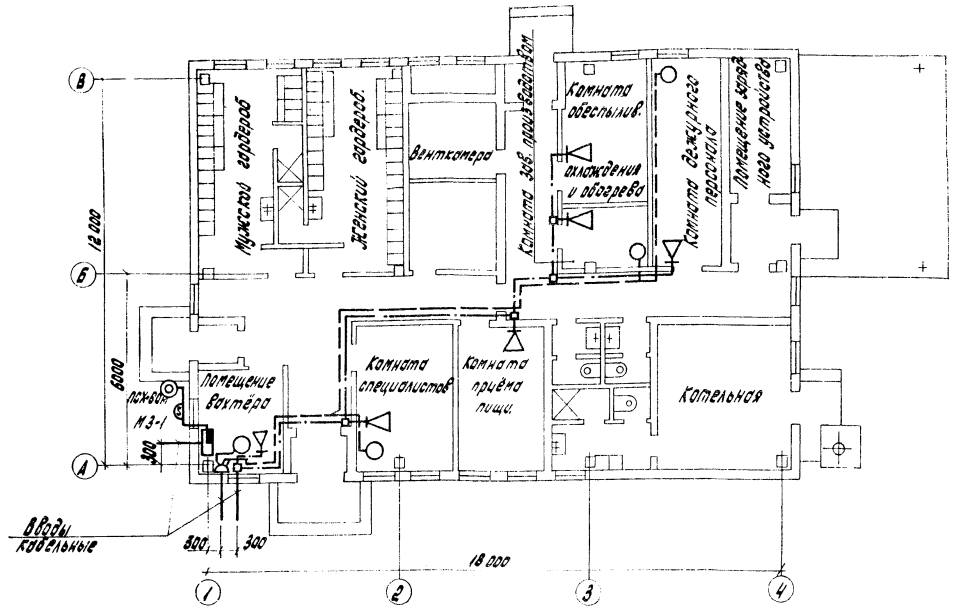 В
Мужской гардероб
Женский гардероб.
Венткамера
Комната зав. производством
Комната
обеспылив.
охлаждения
и обогрева
Комната дежурного
персонала
Помещение заряд
ного устройства
12 000
Б
6000
Помещение
вахтёра
Комната
специалистов
Комната
приёма
пищи.
Котельная
ПСХ-60М
МЗ-1
300
А
Вводы
кабельные
300
300
18 000
1
2
3
4